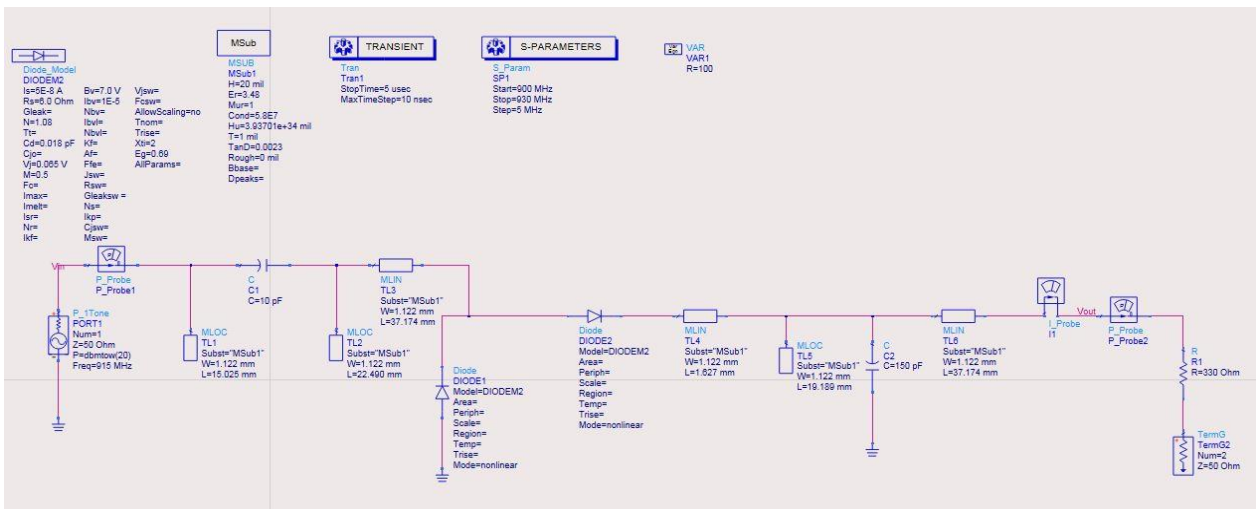 Diode_Model
DIODEM2
Is=5E-8 A
Rs=6.0 Ohm
Gleak=
N=1.08
Tt=
Cd=0.018 pF
Cjo=
Vj=0.065 V
M=0.5
Fc=
Imax=
Imelt=
Isr=
Nr=
Ikf=
Bv=7.0 V
Ibv=1E-5
Nbv=
Ibvl=
Nbvl=
Kf=
Af=
Ffe=
Jsw=
Rsw=
Gleaksw =
Ns=
Ikp=
Cjsw=
Msw=
Vjsw=
Fcsw=
AllowScaling=no
Tnom=
Trise=
Xti=2
Eg=0.69
AllParams=
MSub
MSUB
MSub1
H=20 mil
Er=3.48
Mur=1
Cond=5.8E7
Hu=3.93701e+34 mil
T=1 mil
TanD=0.0023
Rough=0 mil
Bbase=
Dpeaks=
TRANSIENT
Tran
Tran1
StopTime=5 usec
MaxTimeStep=10 nsec
S-PARAMETERS
S_Param
SP1
Start=900 MHz
Stop=930 MHz
Step=5 MHz
Var
Eqn
VAR
VAR1
R=100
Vin
P_Probe
P_Probe1
P_1Tone
PORT1
Num=1
Z=50 Ohm
P=dbmtow(20)
Freq=915 MHz
MLOC
TL1
Subst="MSub1"
W=1.122 mm
L=15.025 mm
C
C1
C=10 pF
MLOC
TL2
Subst="MSub1"
W=1.122 mm
L=22.490 mm
MLIN
TL3
Subst="MSub1"
W=1.122 mm
L=37.174 mm
Diode
DIODE1
Model=DIODEM2
Area=
Periph=
Scale=
Region=
Temp=
Trise=
Mode=nonlinear
Diode
DIODE2
Model=DIODEM2
Area=
Periph=
Scale=
Region=
Temp=
Trise=
Mode=nonlinear
MLIN
TL4
Subst="MSub1"
W=1.122 mm
L=1.627 mm
MLOC
TL5
Subst="MSub1"
W=1.122 mm
L=19.189 mm
C
C2
C=150 pF
MLIN
TL6
Subst="MSub1"
W=1.122 mm
L=37.174 mm
I_Probe
I1
Vout
P_Probe
P_Probe2
R
R1
R=330 Ohm
TermG
TermG2
Num=2
Z=50 Ohm